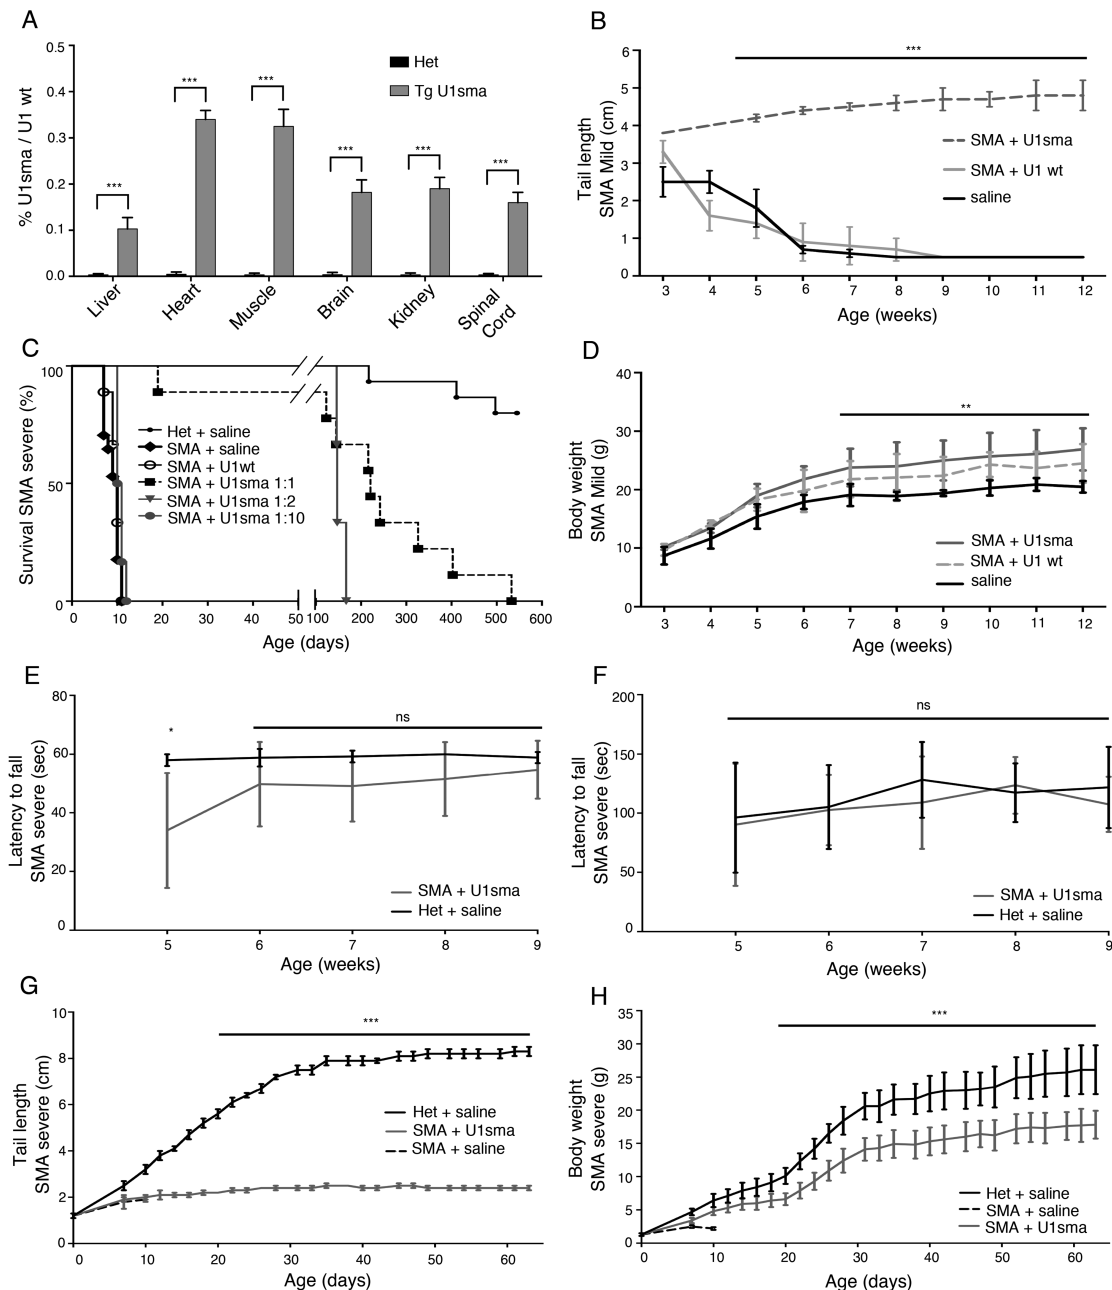 A
0.5
0.4
0.3
0.2
0.1
0.0
% U1sma / U1 wt
Het
Tg U1sma
***
***
***
***
***
***
Liver
Heart
Muscle
Brain
Kidney
Spinal
Cord
B
6
5
4
3
2
1
0
Tail length
SMA Mild (cm)
***
SMA + U1sma
SMA + U1 wt
saline
3 4 5 6 7 8 9 10 11 12
Age (weeks)
C
100
50
0
Survival SMA severe (%)
Het + saline
SMA + saline
SMA + U1wt
SMA + U1sma 1:1
SMA + U1sma 1:2
SMA + U1sma 1:10
0 10 20 30 40 50 100 200 300 400 500 600
Age (days)
D
40
30
20
10
0
Body weight
SMA Mild (g)
**
SMA + U1sma
SMA + U1 wt
saline
3 4 5 6 7 8 9 10 11 12
Age (weeks)
E
80
60
40
20
0
Latency to fall
SMA severe (sec)
*
ns
SMA + U1sma
Het + saline
5 6 7 8 9
Age (weeks)
F
200
150
100
50
0
Latency to fall
SMA severe (sec)
ns
SMA + U1sma
Het + saline
5 6 7 8 9
Age (weeks)
G
10
8
6
4
2
0
Tail length
SMA severe (cm)
***
Het + saline
SMA + U1sma
SMA + saline
0 10 20 30 40 50 60
Age (days)
H
35
30
25
20
15
10
5
0
Body weight
SMA severe (g)
***
Het + saline
SMA + saline
SMA + U1sma
0 10 20 30 40 50 60
Age (days)